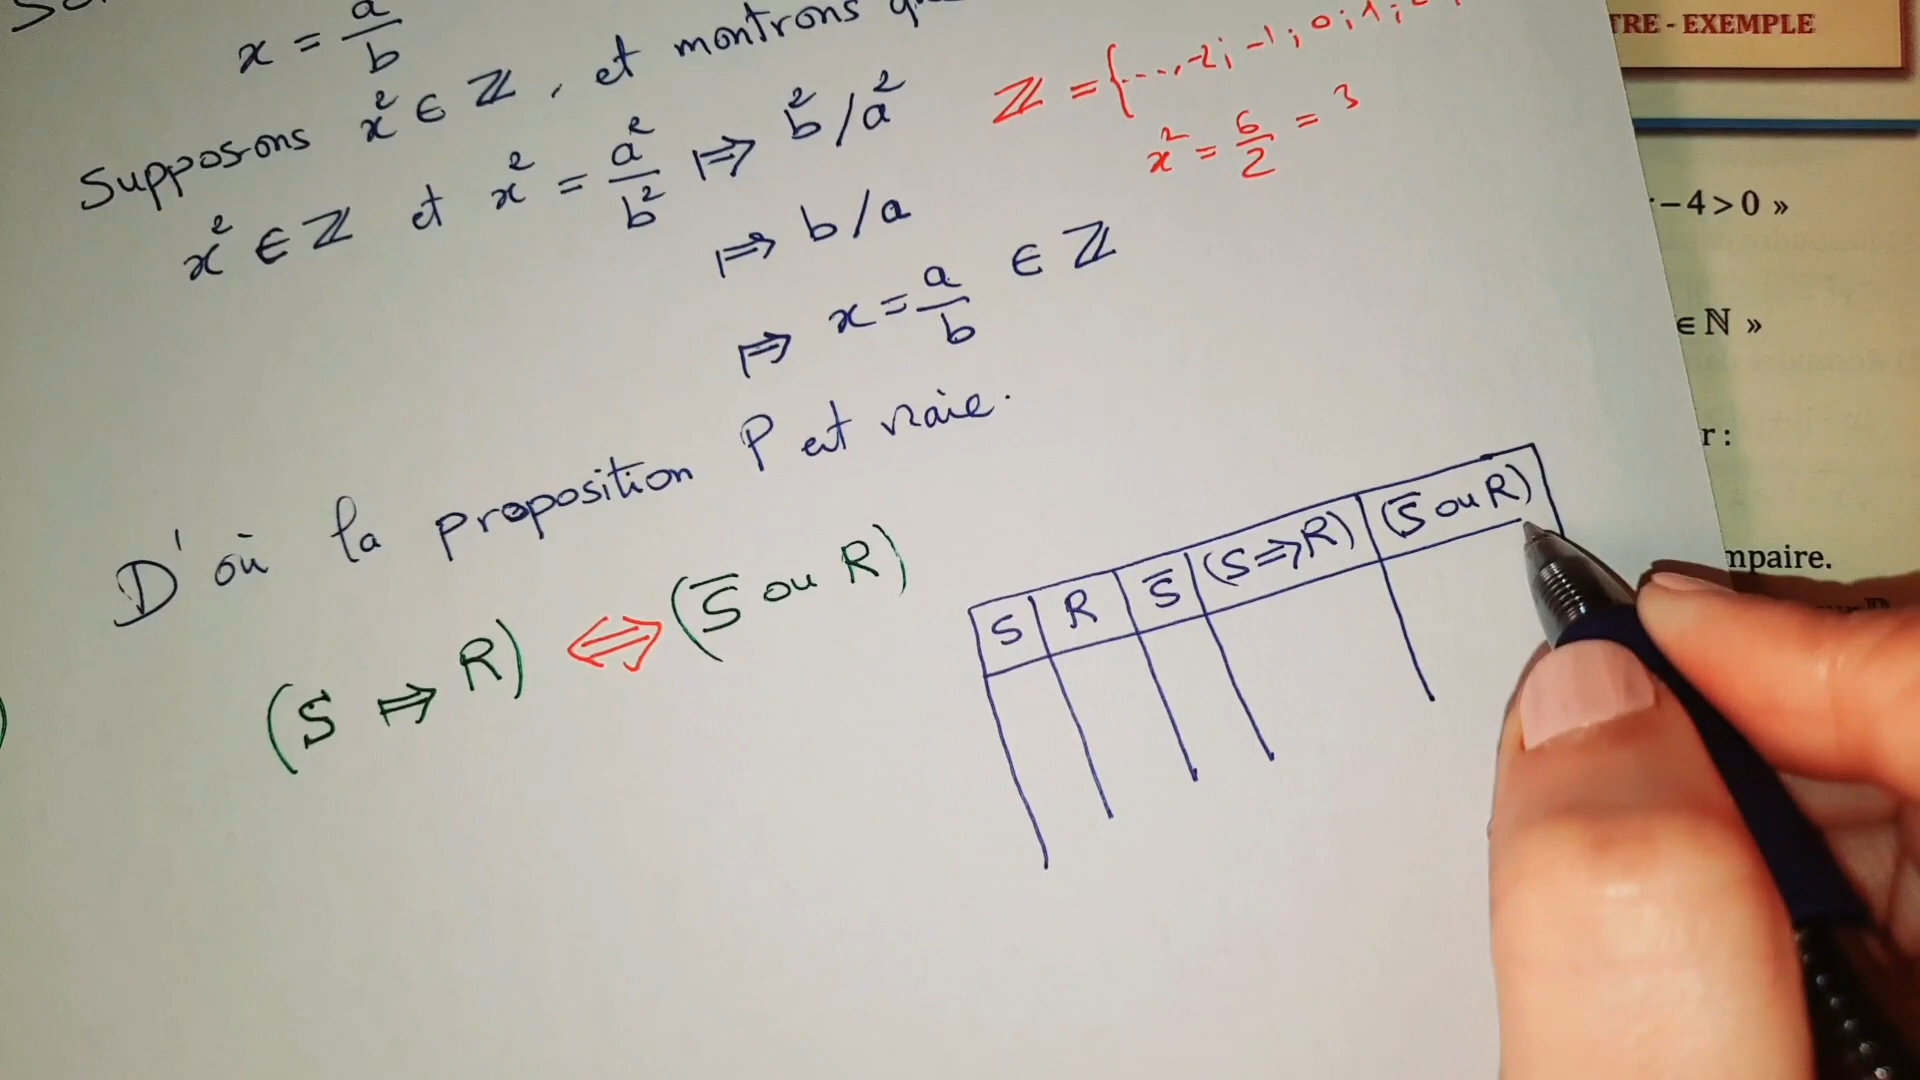 x = a/b
Supposons x² ∈ ℤ, et montrons
ℤ = {...,-2; -1; 0; 1;
x² ∈ ℤ et x² = a²/b² ⟹ b²/a²
x² = 6/2 = 3
⟹ b/a
⟹ x = a/b ∈ ℤ
D'où la proposition P est vraie.
(S ⟹ R) ⟺ (S̅ ou R)
S R S̅ (S ⟹ R) (S̅ ou R)
TRE - EXEMPLE
-4>0 »
∈ ℕ »
r :
mpaire.